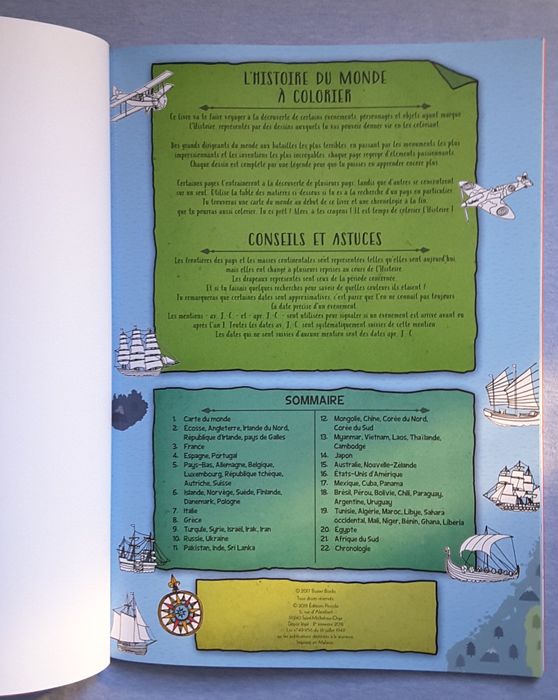 L'HISTOIRE DU MONDE
À COLORIER
Ce livre va te faire voyager à la découverte de certains événements, personnages et objets ayant marqué
l'Histoire, représentés par des dessins auxquels tu vas pouvoir donner vie en les coloriant.
Des grands dirigeants du monde aux batailles les plus terribles, en passant par les monuments les plus
impressionnants et les inventions les plus incroyables, chaque page regorge d'éléments passionnants.
Chaque dessin est complété par une légende pour que tu puisses en apprendre encore plus.
Certaines pages t'entraîneront à la découverte de plusieurs pays, tandis que d'autres se concentreront
sur un seul. Utilise la table des matières ci-dessous si tu es à la recherche d'un pays en particulier.
Tu trouveras une carte du monde au début de ce livre et une chronologie à la fin,
que tu pourras aussi colorier. Tu es prêt ? Alors à tes crayons ! Il est temps de colorier l'Histoire !
CONSEILS ET ASTUCES
Les frontières des pays et les masses continentales sont représentées telles qu'elles sont aujourd'hui,
mais elles ont changé à plusieurs reprises au cours de l'Histoire.
Les drapeaux représentés sont ceux de la période concernée.
Et si tu faisais quelques recherches pour savoir de quelles couleurs ils étaient !
Tu remarqueras que certaines dates sont approximatives, c'est parce que l'on ne connaît pas toujours
la date précise d'un événement.
Les mentions « av. J.-C. » et « apr. J.-C. » sont utilisées pour signaler si un événement est arrivé avant ou
après l'an 1. Toutes les dates av. J.-C. sont systématiquement suivies de cette mention.
Les dates qui ne sont suivies d'aucune mention sont des dates apr. J.-C.
SOMMAIRE
1. Carte du monde
2. Écosse, Angleterre, Irlande du Nord,
République d'Irlande, pays de Galles
3. France
4. Espagne, Portugal
5. Pays-Bas, Allemagne, Belgique,
Luxembourg, République tchèque,
Autriche, Suisse
6. Islande, Norvège, Suède, Finlande,
Danemark, Pologne
7. Italie
8. Grèce
9. Turquie, Syrie, Israël, Irak, Iran
10. Russie, Ukraine
11. Pakistan, Inde, Sri Lanka
12. Mongolie, Chine, Corée du Nord,
Corée du Sud
13. Myanmar, Vietnam, Laos, Thaïlande,
Cambodge
14. Japon
15. Australie, Nouvelle-Zélande
16. États-Unis d'Amérique
17. Mexique, Cuba, Panama
18. Brésil, Pérou, Bolivie, Chili, Paraguay,
Argentine, Uruguay
19. Tunisie, Algérie, Maroc, Libye, Sahara
occidental, Mali, Niger, Bénin, Ghana, Liberia
20. Égypte
21. Afrique du Sud
22. Chronologie
© 2017 Buster Books
Tous droits réservés.